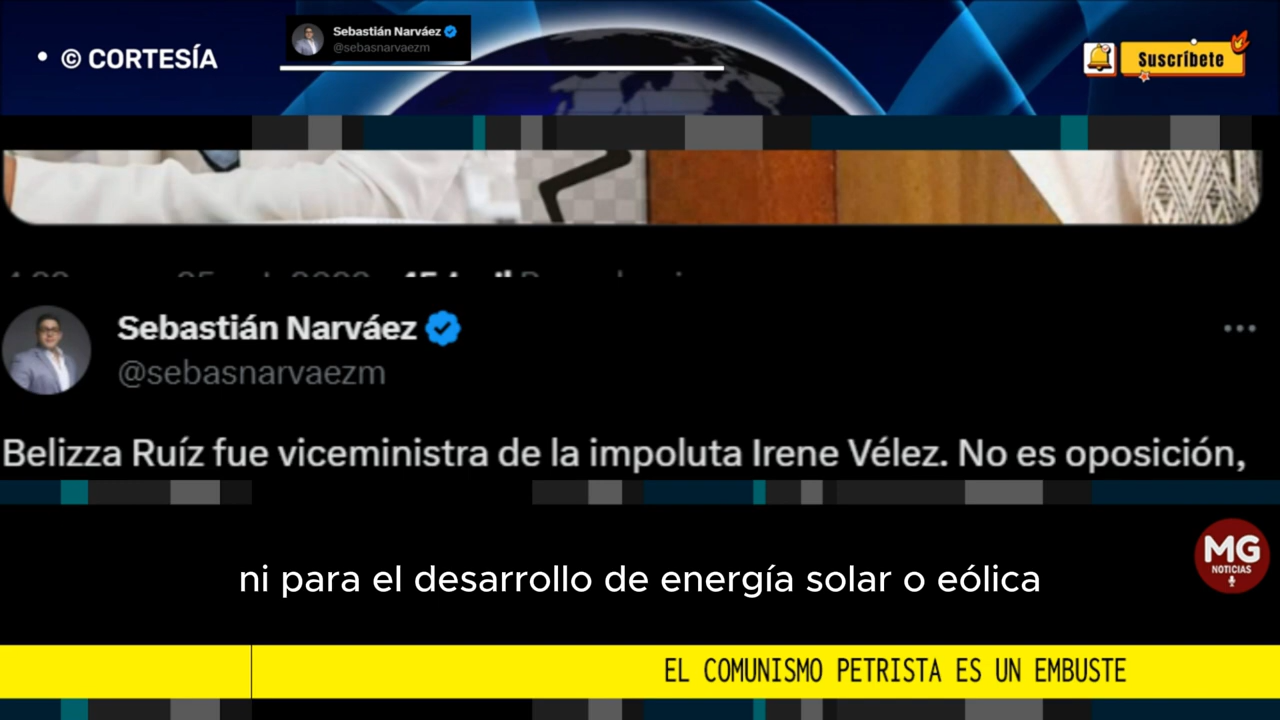 © CORTESÍA
Sebastián Narváez
@sebasnarvaezm
Suscríbete
Sebastián Narváez
@sebasnarvaezm
Belizza Ruíz fue viceministra de la impoluta Irene Vélez. No es oposición,
MG
NOTICIAS
ni para el desarrollo de energía solar o eólica
EL COMUNISMO PETRISTA ES UN EMBUSTE